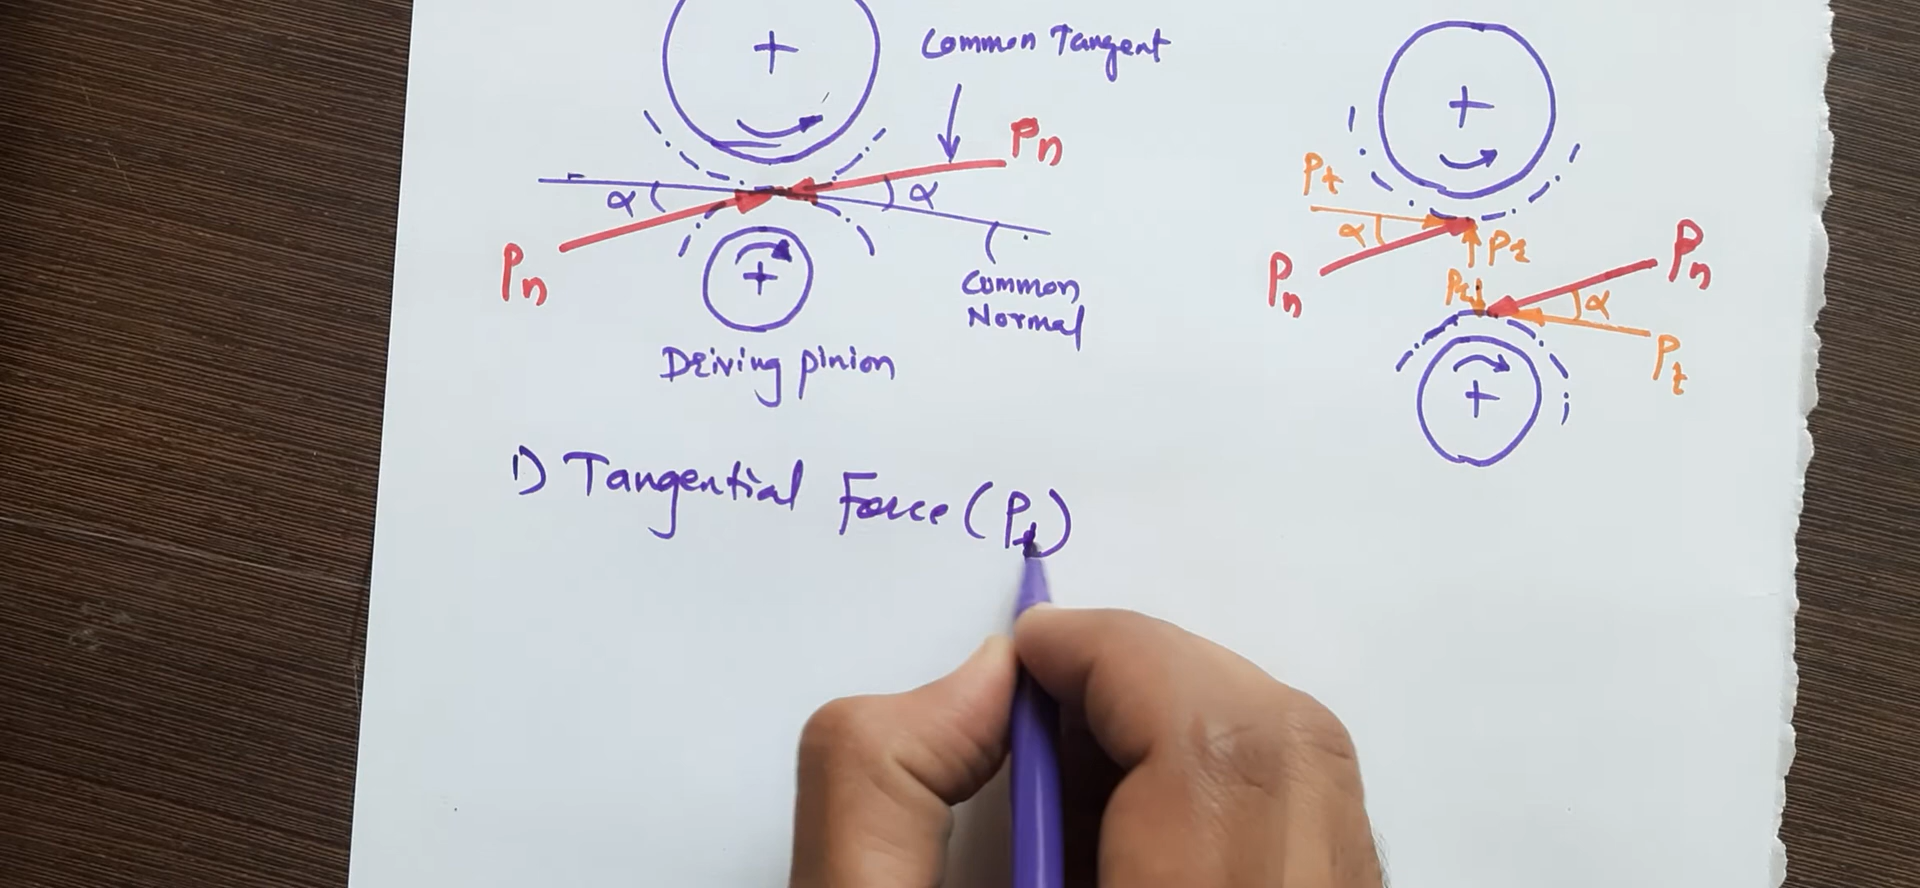 Common Tangent
Pn
α
α
Pn
Common
Normal
Driving pinion
Pt
α
Pr
Pn
Pr
Pn
α
Pt
1) Tangential Force (Pt)